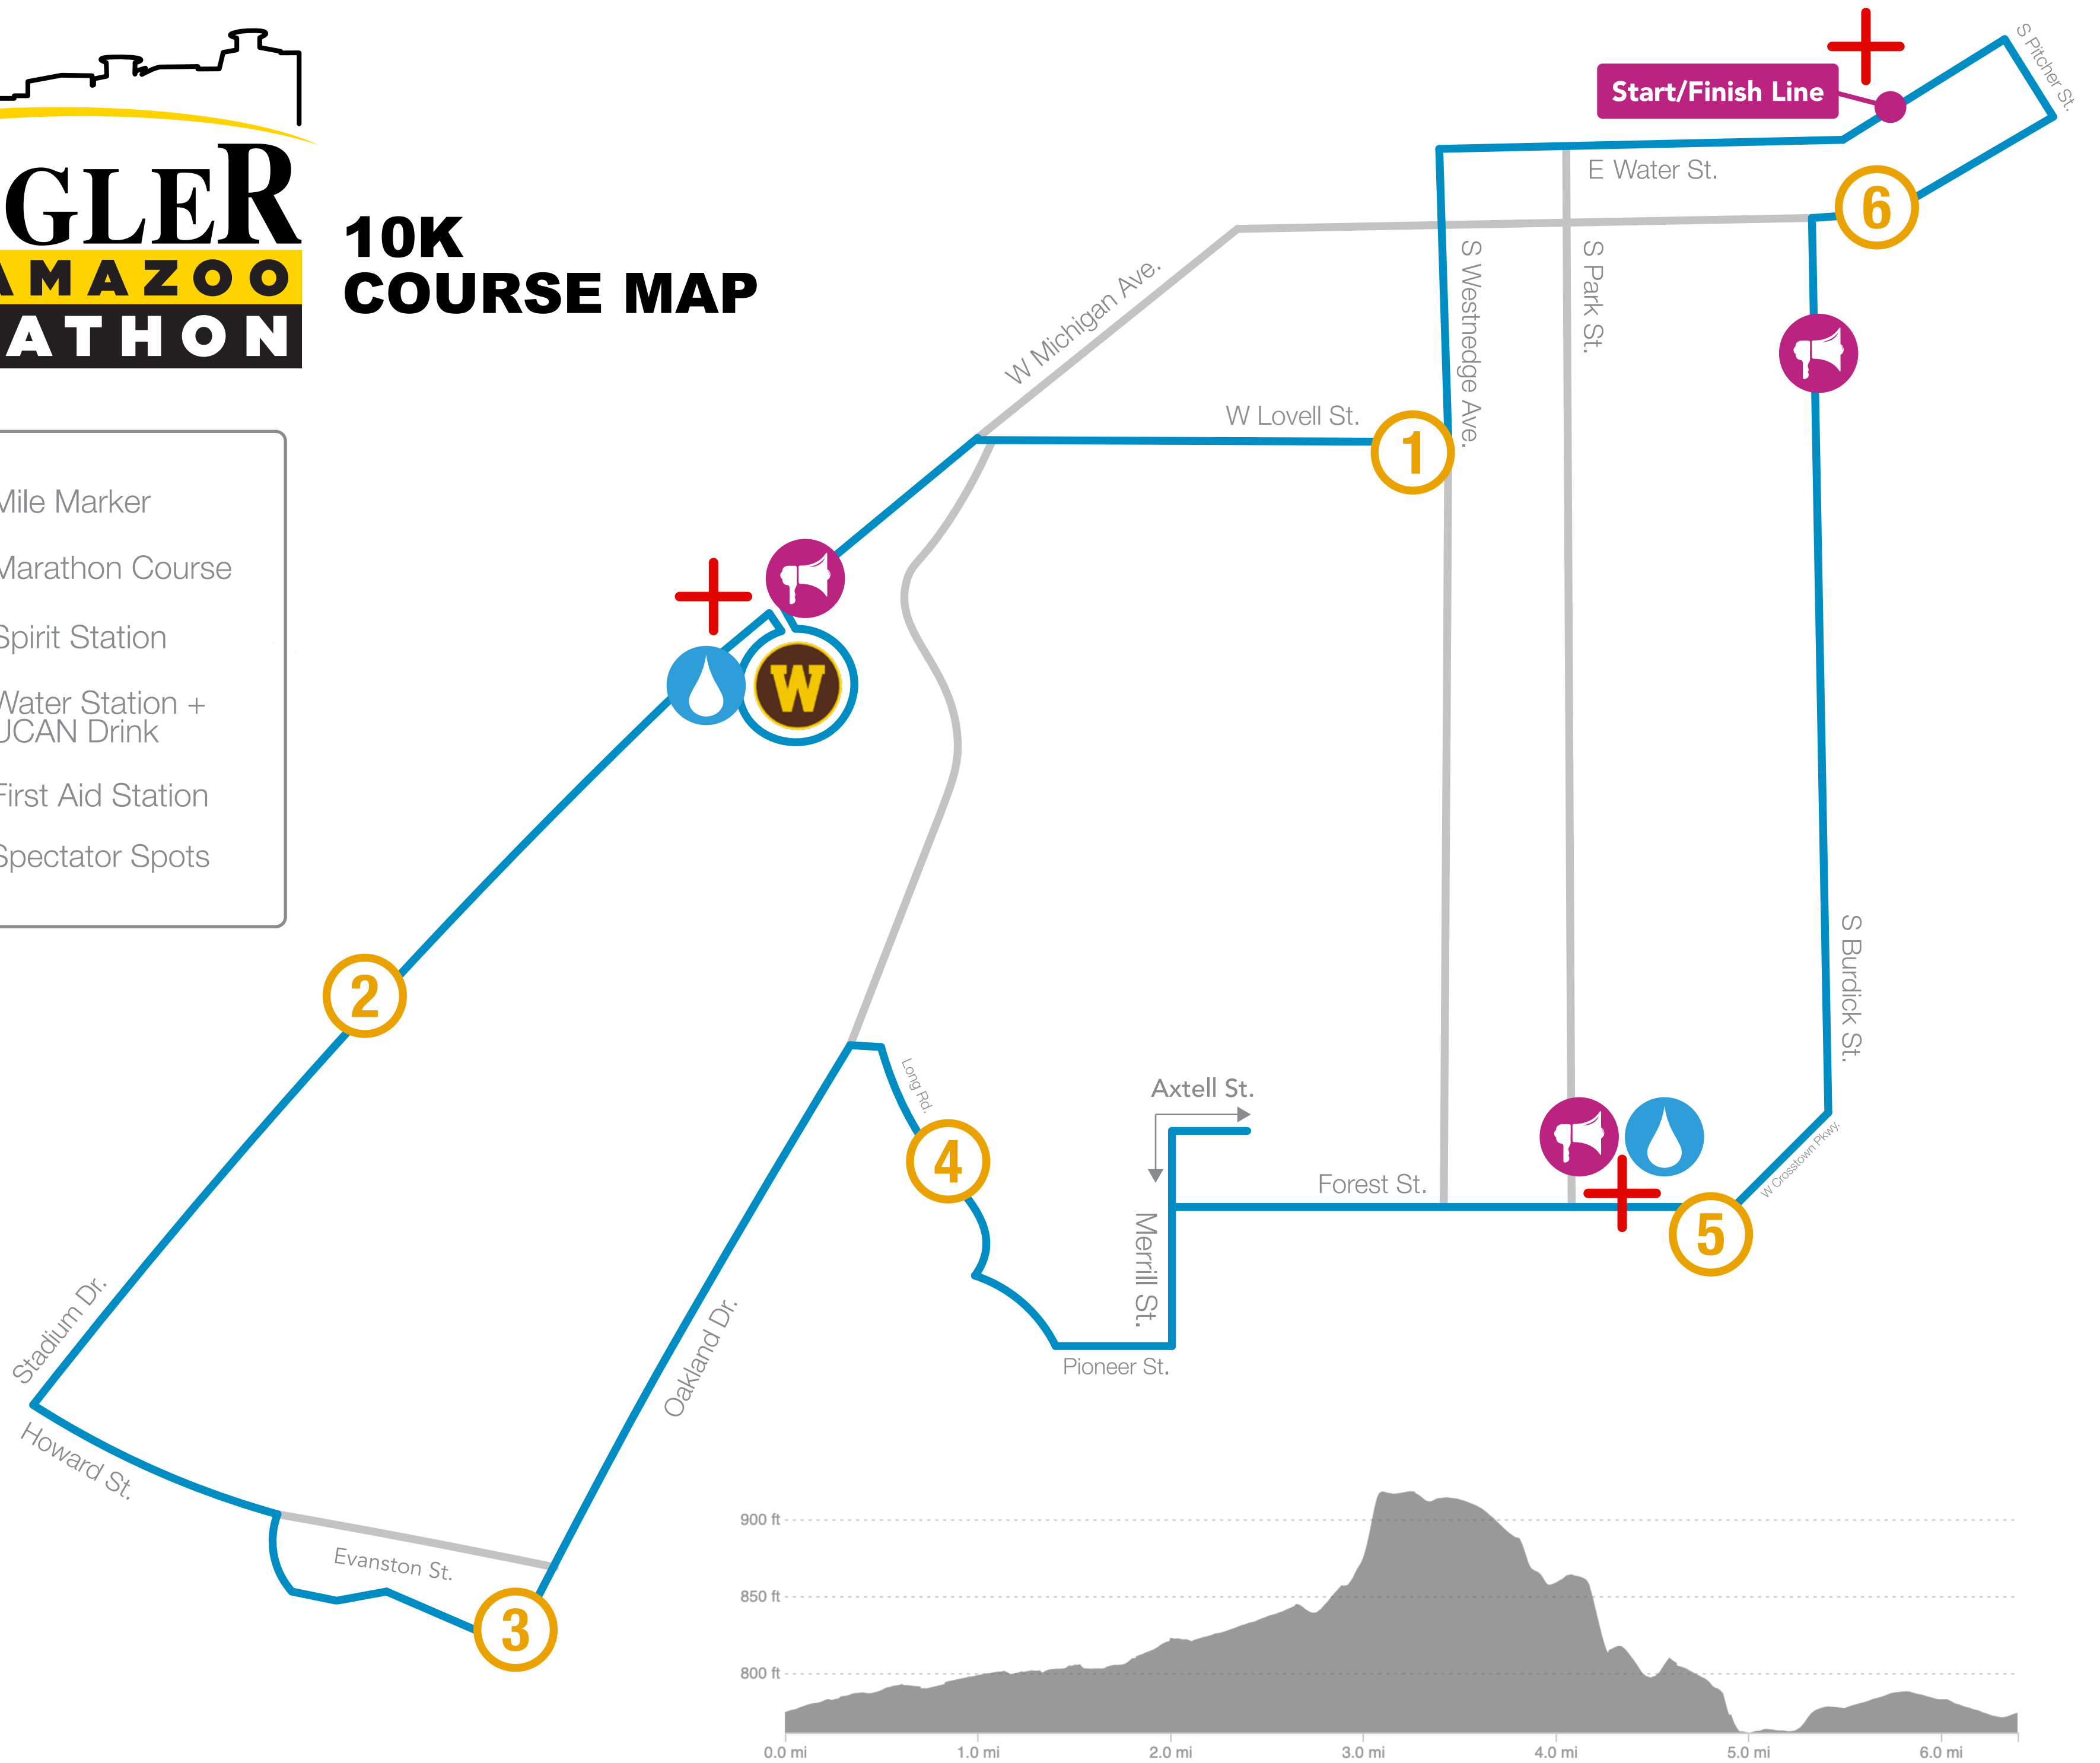 GLER
AMAZOO
ATHON
10K
COURSE MAP
Mile Marker
Marathon Course
Spirit Station
Water Station +
UCAN Drink
First Aid Station
Spectator Spots
Start/Finish Line
S Pitcher St.
E Water St.
6
W Michigan Ave.
S Westnedge Ave.
S Park St.
W Lovell St.
1
W
2
S Burdick St.
Long Rd.
Axtell St.
4
Forest St.
W Crosstown Pkwy.
5
Merrill St.
Stadium Dr.
Oakland Dr.
Pioneer St.
Howard St.
Evanston St.
3
900 ft
850 ft
800 ft
0.0 mi 1.0 mi 2.0 mi 3.0 mi 4.0 mi 5.0 mi 6.0 mi